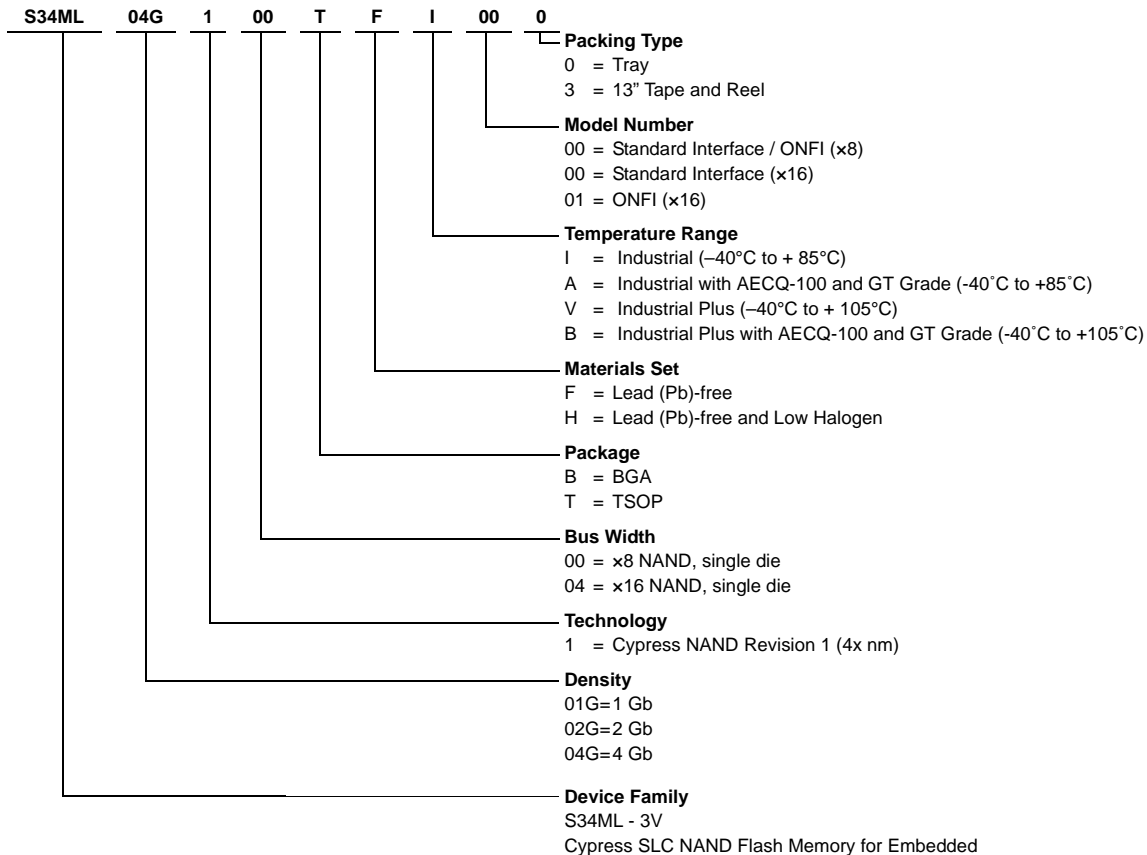 S34ML 04G 1 00 T F I 00 0
Packing Type
0 = Tray
3 = 13” Tape and Reel
Model Number
00 = Standard Interface / ONFI (×8)
00 = Standard Interface (×16)
01 = ONFI (×16)
Temperature Range
I = Industrial (–40°C to + 85°C)
A = Industrial with AECQ-100 and GT Grade (-40˚C to +85˚C)
V = Industrial Plus (–40°C to + 105°C)
B = Industrial Plus with AECQ-100 and GT Grade (-40˚C to +105˚C)
Materials Set
F = Lead (Pb)-free
H = Lead (Pb)-free and Low Halogen
Package
B = BGA
T = TSOP
Bus Width
00 = ×8 NAND, single die
04 = ×16 NAND, single die
Technology
1 = Cypress NAND Revision 1 (4x nm)
Density
01G=1 Gb
02G=2 Gb
04G=4 Gb
Device Family
S34ML - 3V
Cypress SLC NAND Flash Memory for Embedded